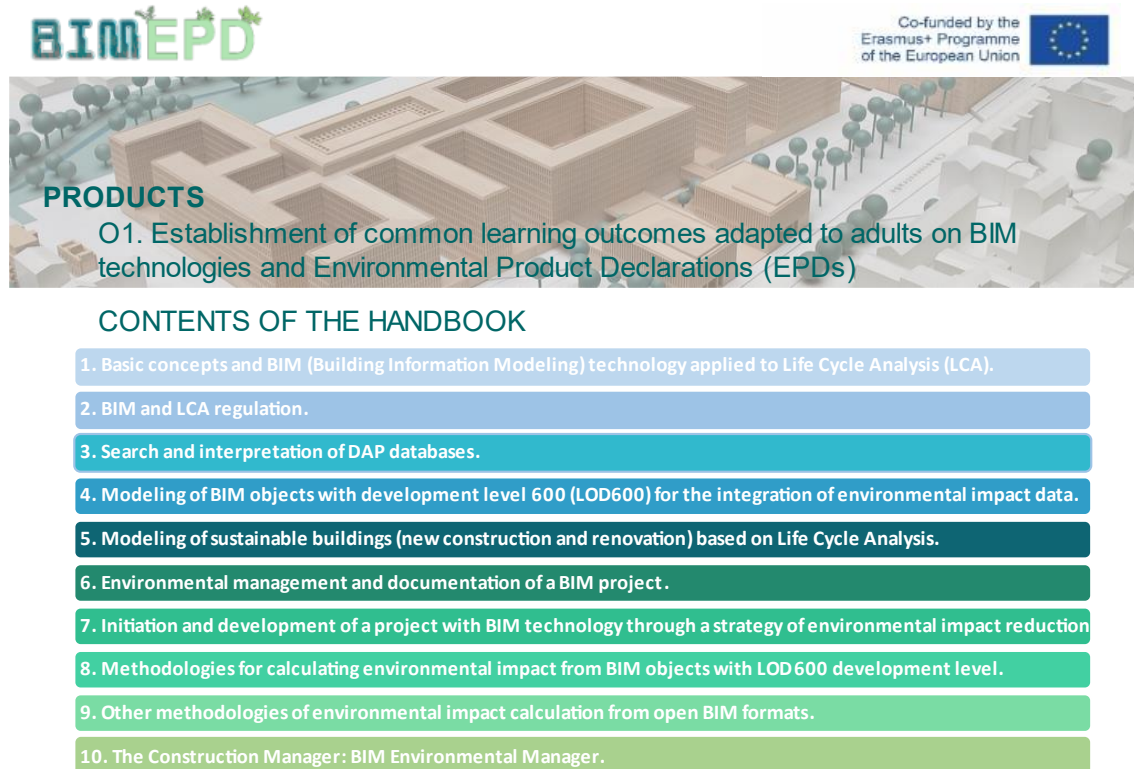 BIMEPD
Co-funded by the
Erasmus+ Programme
of the European Union
PRODUCTS
O1. Establishment of common learning outcomes adapted to adults on BIM
technologies and Environmental Product Declarations (EPDs)
CONTENTS OF THE HANDBOOK
1. Basic concepts and BIM (Building Information Modeling) technology applied to Life Cycle Analysis (LCA).
2. BIM and LCA regulation.
3. Search and interpretation of DAP databases.
4. Modeling of BIM objects with development level 600 (LOD600) for the integration of environmental impact data.
5. Modeling of sustainable buildings (new construction and renovation) based on Life Cycle Analysis.
6. Environmental management and documentation of a BIM project.
7. Initiation and development of a project with BIM technology through a strategy of environmental impact reduction
8. Methodologies for calculating environmental impact from BIM objects with LOD600 development level.
9. Other methodologies of environmental impact calculation from open BIM formats.
10. The Construction Manager: BIM Environmental Manager.